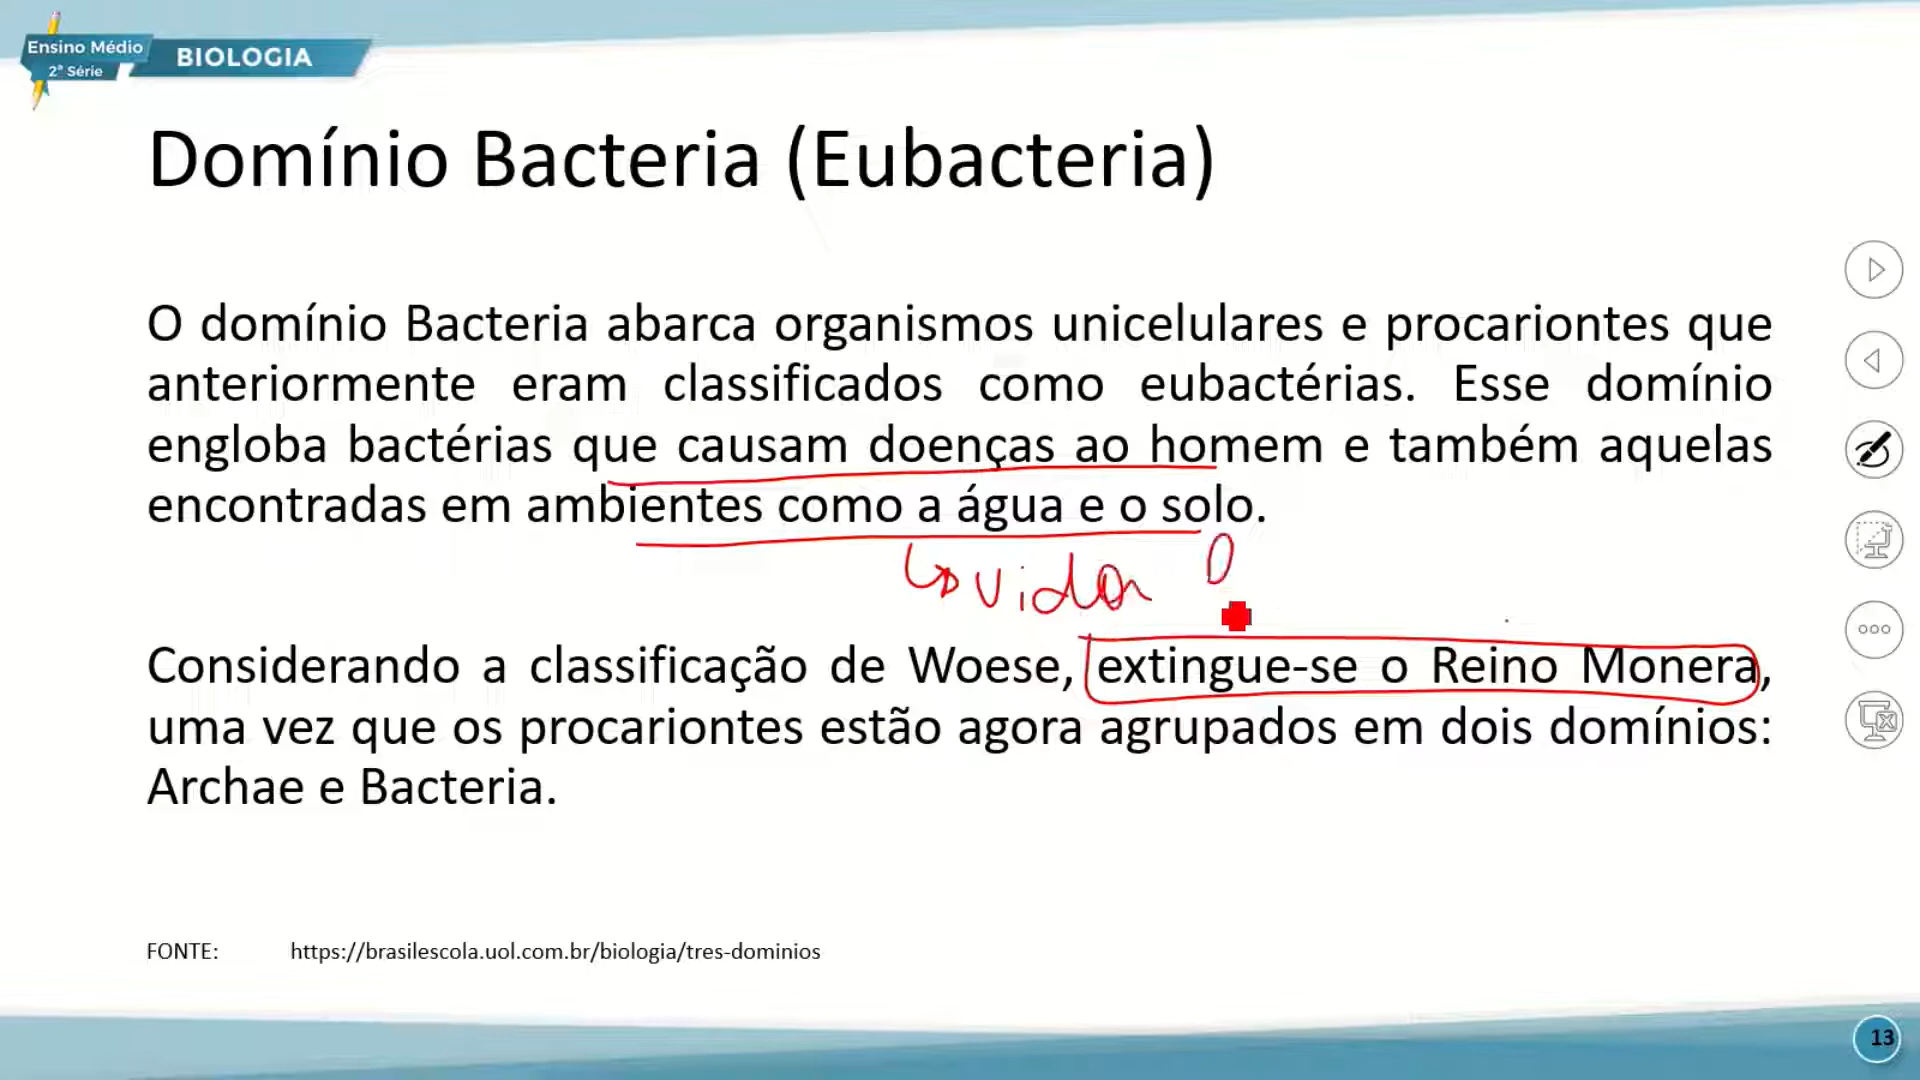 Ensino Médio
2ª Série
BIOLOGIA
Domínio Bacteria (Eubacteria)
O domínio Bacteria abarca organismos unicelulares e procariontes que
anteriormente eram classificados como eubactérias. Esse domínio
engloba bactérias que causam doenças ao homem e também aquelas
encontradas em ambientes como a água e o solo.
vida
Considerando a classificação de Woese, extingue-se o Reino Monera,
uma vez que os procariontes estão agora agrupados em dois domínios:
Archae e Bacteria.
FONTE: https://brasilescola.uol.com.br/biologia/tres-dominios
13